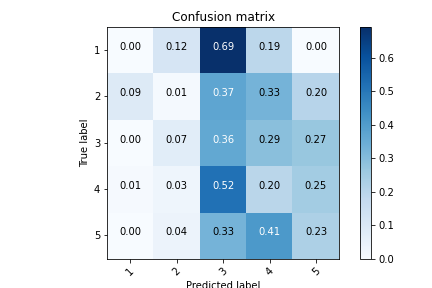 Confusion matrix
1 0.00 0.12 0.69 0.19 0.00
2 0.09 0.01 0.37 0.33 0.20
3 0.00 0.07 0.36 0.29 0.27
4 0.01 0.03 0.52 0.20 0.25
5 0.00 0.04 0.33 0.41 0.23
1 2 3 4 5
True label
Predicted label
0.6
0.5
0.4
0.3
0.2
0.1
0.0